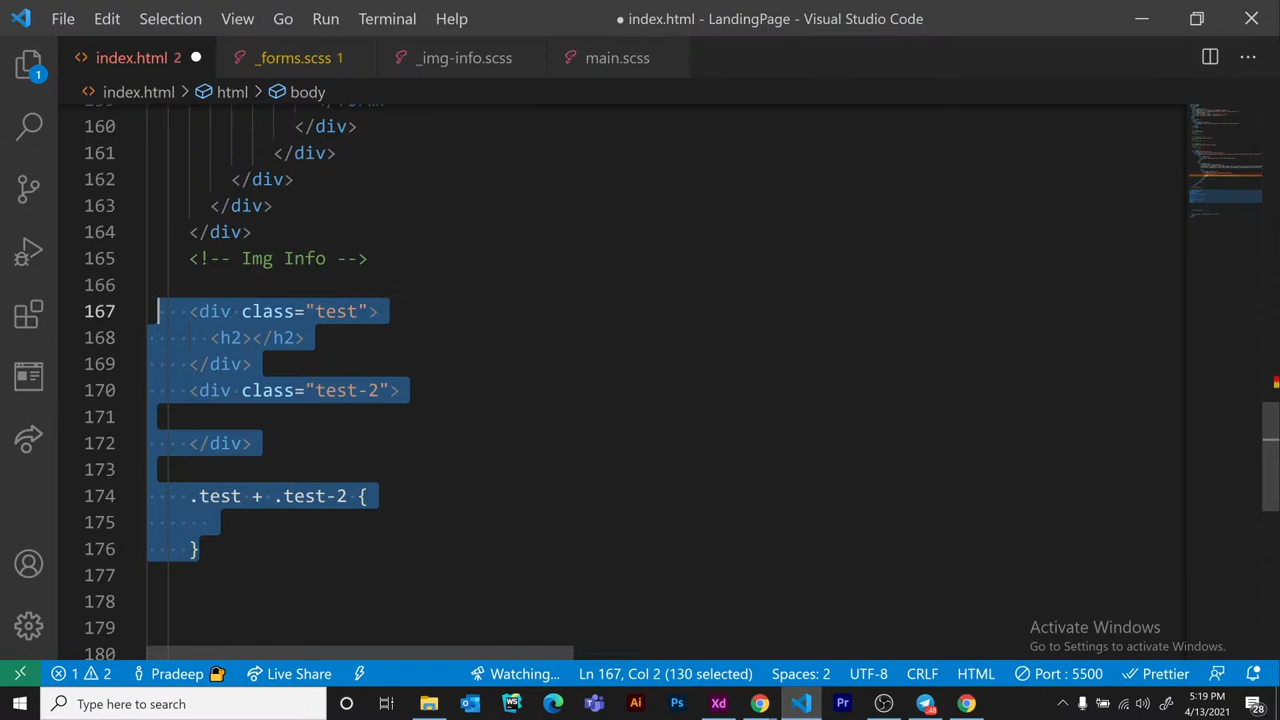 File Edit Selection View Go Run Terminal Help ● index.html - LandingPage - Visual Studio Code
<> index.html 2 ● _forms.scss 1 _img-info.scss main.scss
<> index.html > html > body
160 </div>
161 </div>
162 </div>
163 </div>
164 </div>
165 <!-- Img Info -->
166
167 <div class="test">
168 <h2></h2>
169 </div>
170 <div class="test-2">
171
172 </div>
173
174 .test + .test-2 {
175
176 }
177
178
179
180
1
Activate Windows
Go to Settings to activate Windows.
1 2 Pradeep Live Share Watching... Ln 167, Col 2 (130 selected) Spaces: 2 UTF-8 CRLF HTML Port : 5500 Prettier
Type here to search
5:19 PM
4/13/2021
28